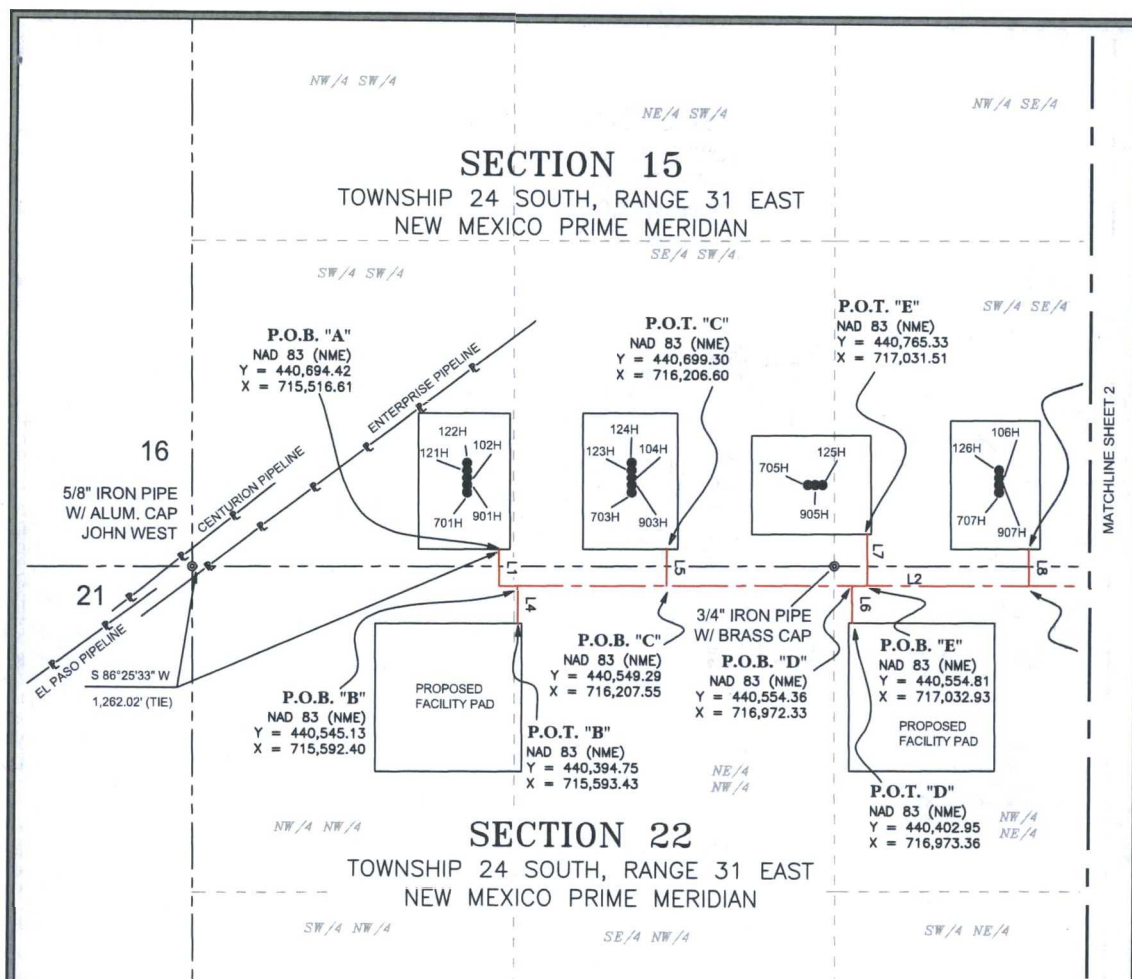 NW/4 SW/4
NE/4 SW/4
NW/4 SE/4
SECTION 15
TOWNSHIP 24 SOUTH, RANGE 31 EAST
NEW MEXICO PRIME MERIDIAN
SW/4 SW/4
SE/4 SW/4
SW/4 SE/4
P.O.B. "A"
NAD 83 (NME)
Y = 440,694.42
X = 715,516.61
P.O.T. "C"
NAD 83 (NME)
Y = 440,699.30
X = 716,206.60
P.O.T. "E"
NAD 83 (NME)
Y = 440,765.33
X = 717,031.51
MATCHLINE SHEET 2
ENTERPRISE PIPELINE
CENTURION PIPELINE
EL PASO PIPELINE
16
5/8" IRON PIPE
W/ ALUM. CAP
JOHN WEST
21
122H
121H
102H
701H
901H
124H
123H
104H
703H
903H
125H
705H
905H
106H
126H
707H
907H
L1
L5
L7
L2
L8
L4
L6
S 86°25'33" W
1,262.02' (TIE)
3/4" IRON PIPE
W/ BRASS CAP
P.O.B. "B"
NAD 83 (NME)
Y = 440,545.13
X = 715,592.40
PROPOSED
FACILITY PAD
P.O.T. "B"
NAD 83 (NME)
Y = 440,394.75
X = 715,593.43
P.O.B. "C"
NAD 83 (NME)
Y = 440,549.29
X = 716,207.55
P.O.B. "D"
NAD 83 (NME)
Y = 440,554.36
X = 716,972.33
P.O.B. "E"
NAD 83 (NME)
Y = 440,554.81
X = 717,032.93
PROPOSED
FACILITY PAD
P.O.T. "D"
NAD 83 (NME)
Y = 440,402.95
X = 716,973.36
NE/4
NW/4
NW/4
NE/4
NW/4 NW/4
SECTION 22
TOWNSHIP 24 SOUTH, RANGE 31 EAST
NEW MEXICO PRIME MERIDIAN
SW/4 NW/4
SE/4 NW/4
SW/4 NE/4